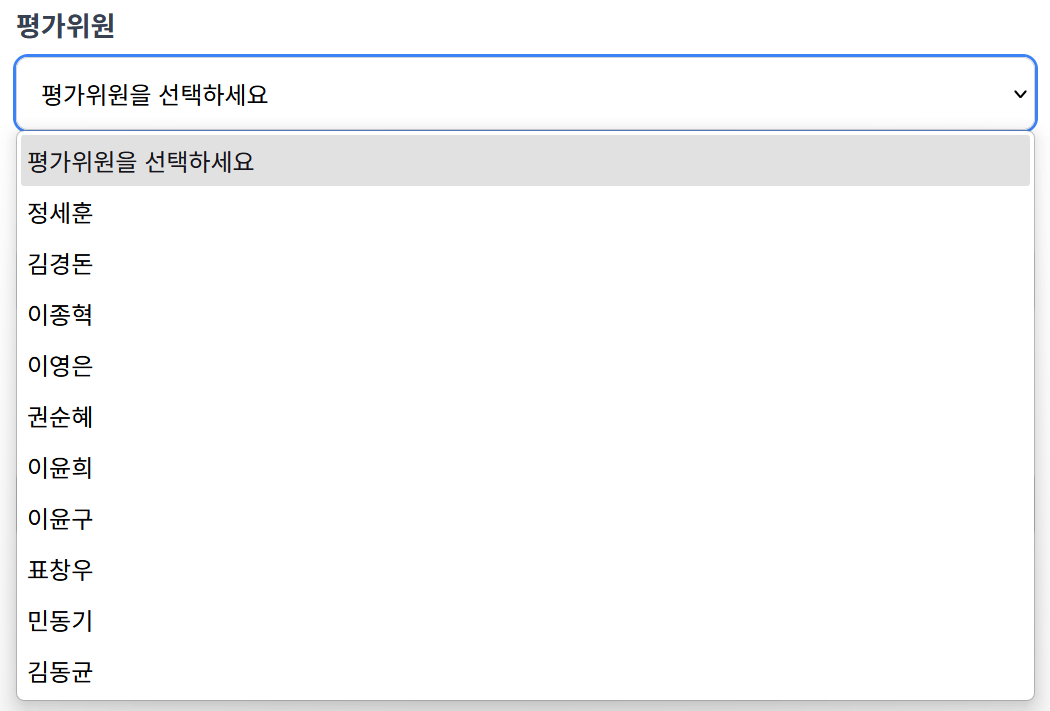 평가위원
평가위원을 선택하세요
평가위원을 선택하세요
정세훈
김경돈
이종혁
이영은
권순혜
이윤희
이윤구
표창우
민동기
김동균